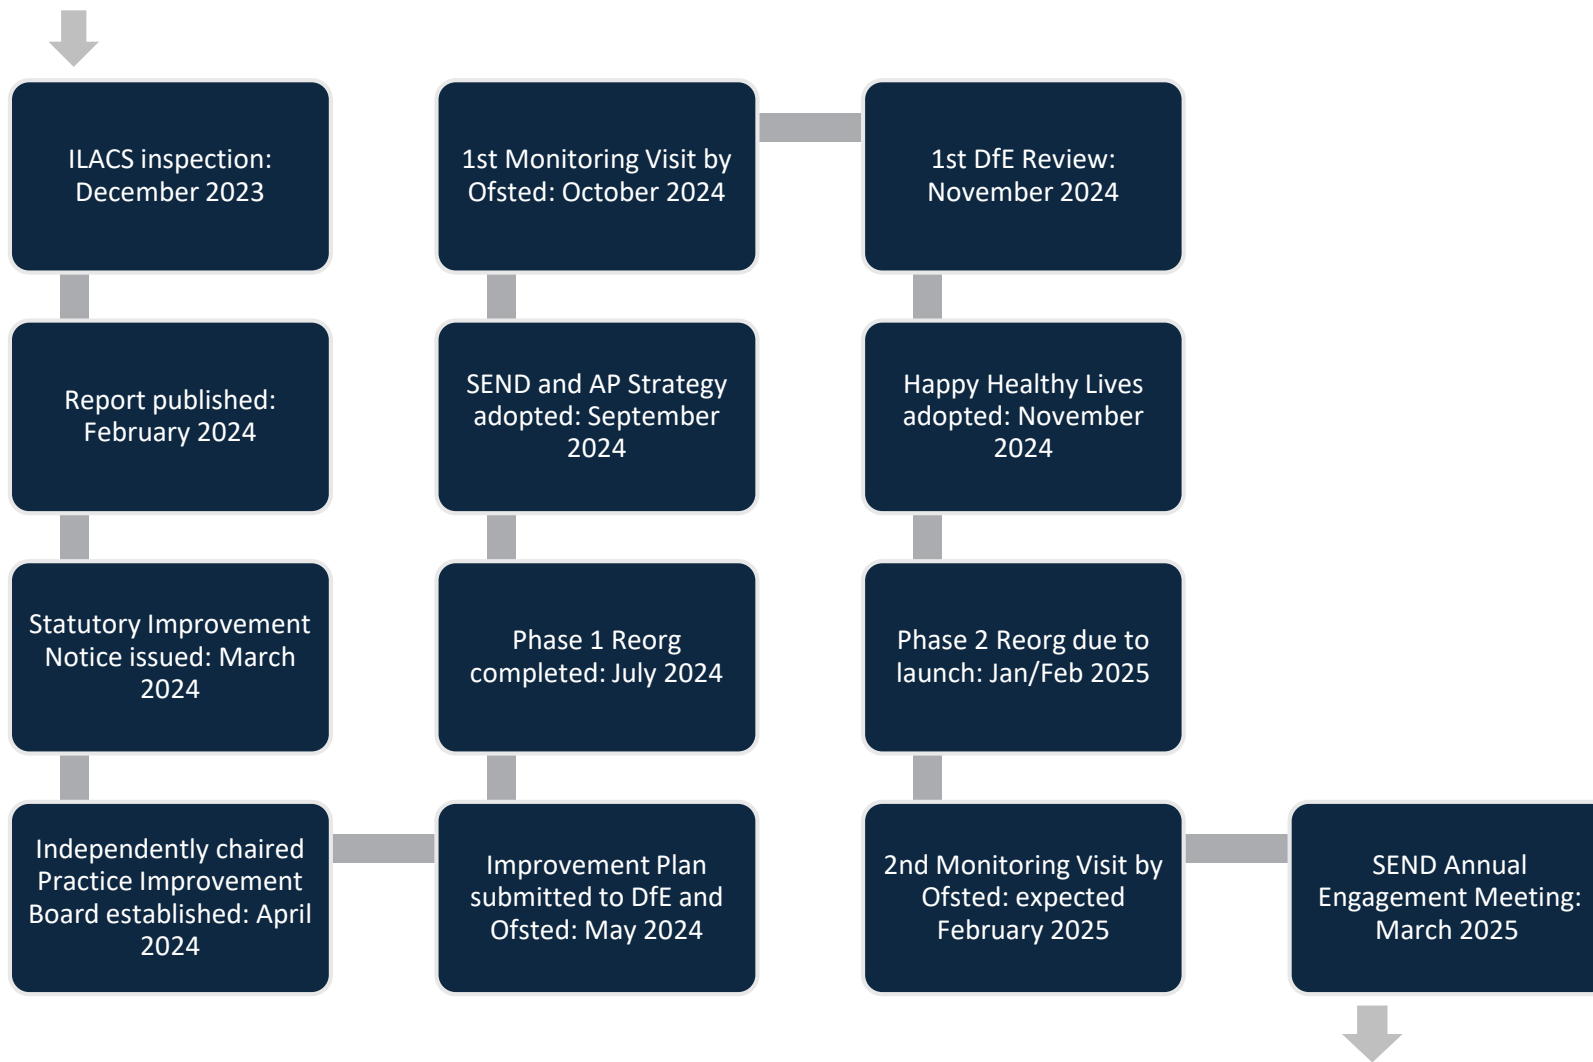 ILACS inspection:
December 2023
Report published:
February 2024
Statutory Improvement
Notice issued: March
2024
Independently chaired
Practice Improvement
Board established: April
2024
Improvement Plan
submitted to DfE and
Ofsted: May 2024
Phase 1 Reorg
completed: July 2024
SEND and AP Strategy
adopted: September
2024
1st Monitoring Visit by
Ofsted: October 2024
1st DfE Review:
November 2024
Happy Healthy Lives
adopted: November
2024
Phase 2 Reorg due to
launch: Jan/Feb 2025
2nd Monitoring Visit by
Ofsted: expected
February 2025
SEND Annual
Engagement Meeting:
March 2025